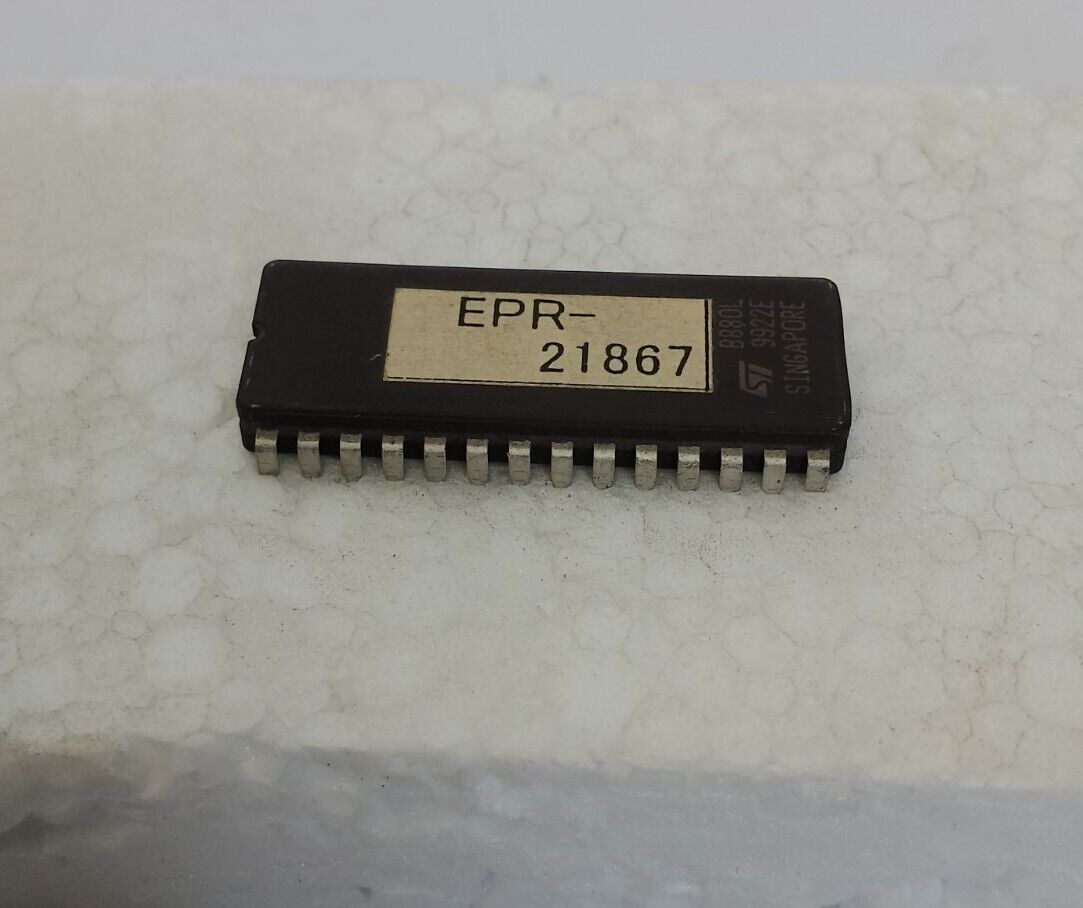 EPR-
21867
B880L
9922E
SINGAPORE
ST